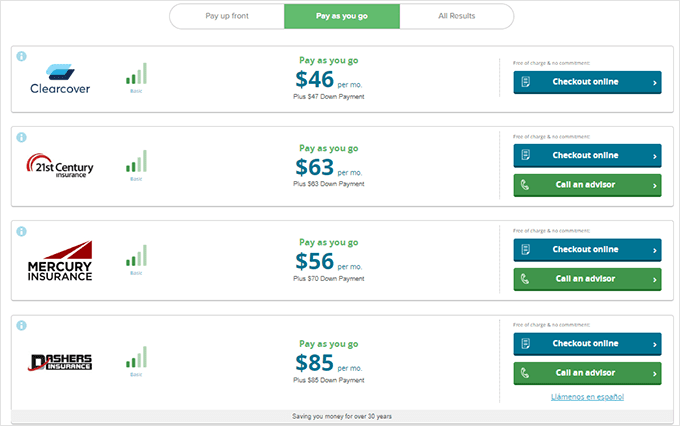 Pay up front
Pay as you go
All Results
Clearcover
Basic
Pay as you go
$46 per mo.
Plus $47 Down Payment
Free of charge & no commitment:
Checkout online
21st Century
Insurance
Basic
Pay as you go
$63 per mo.
Plus $63 Down Payment
Free of charge & no commitment:
Checkout online
Call an advisor
MERCURY
INSURANCE
Basic
Pay as you go
$56 per mo.
Plus $70 Down Payment
Free of charge & no commitment:
Checkout online
Call an advisor
DASHERS
INSURANCE
Basic
Pay as you go
$85 per mo.
Plus $85 Down Payment
Free of charge & no commitment:
Checkout online
Call an advisor
Llámenos en español
Saving you money for over 30 years